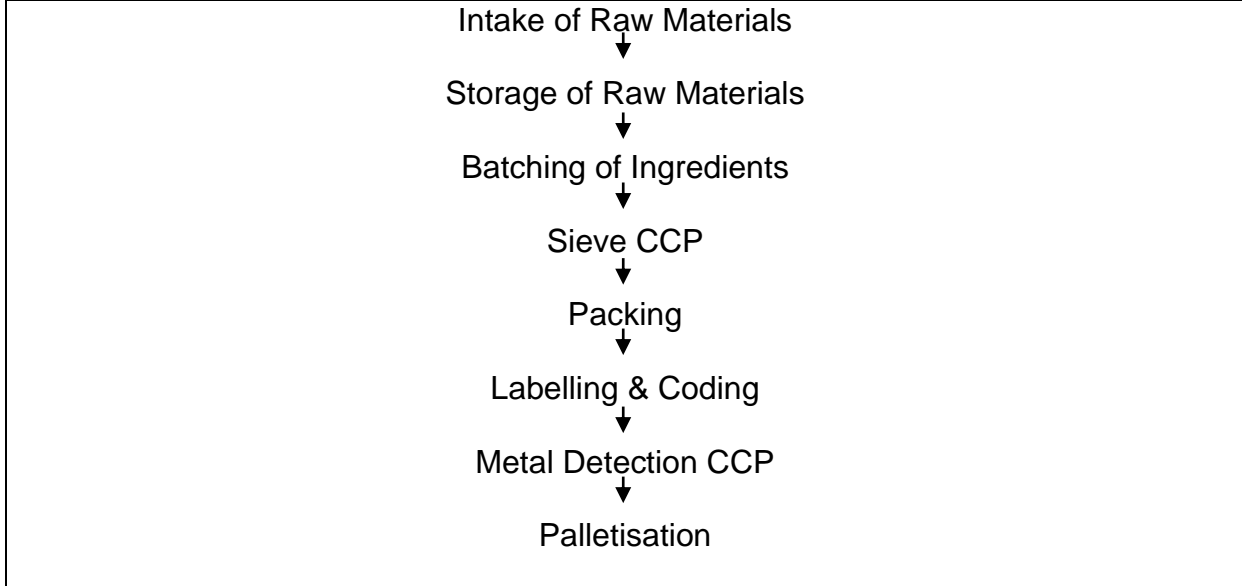 Intake of Raw Materials
Storage of Raw Materials
Batching of Ingredients
Sieve CCP
Packing
Labelling & Coding
Metal Detection CCP
Palletisation